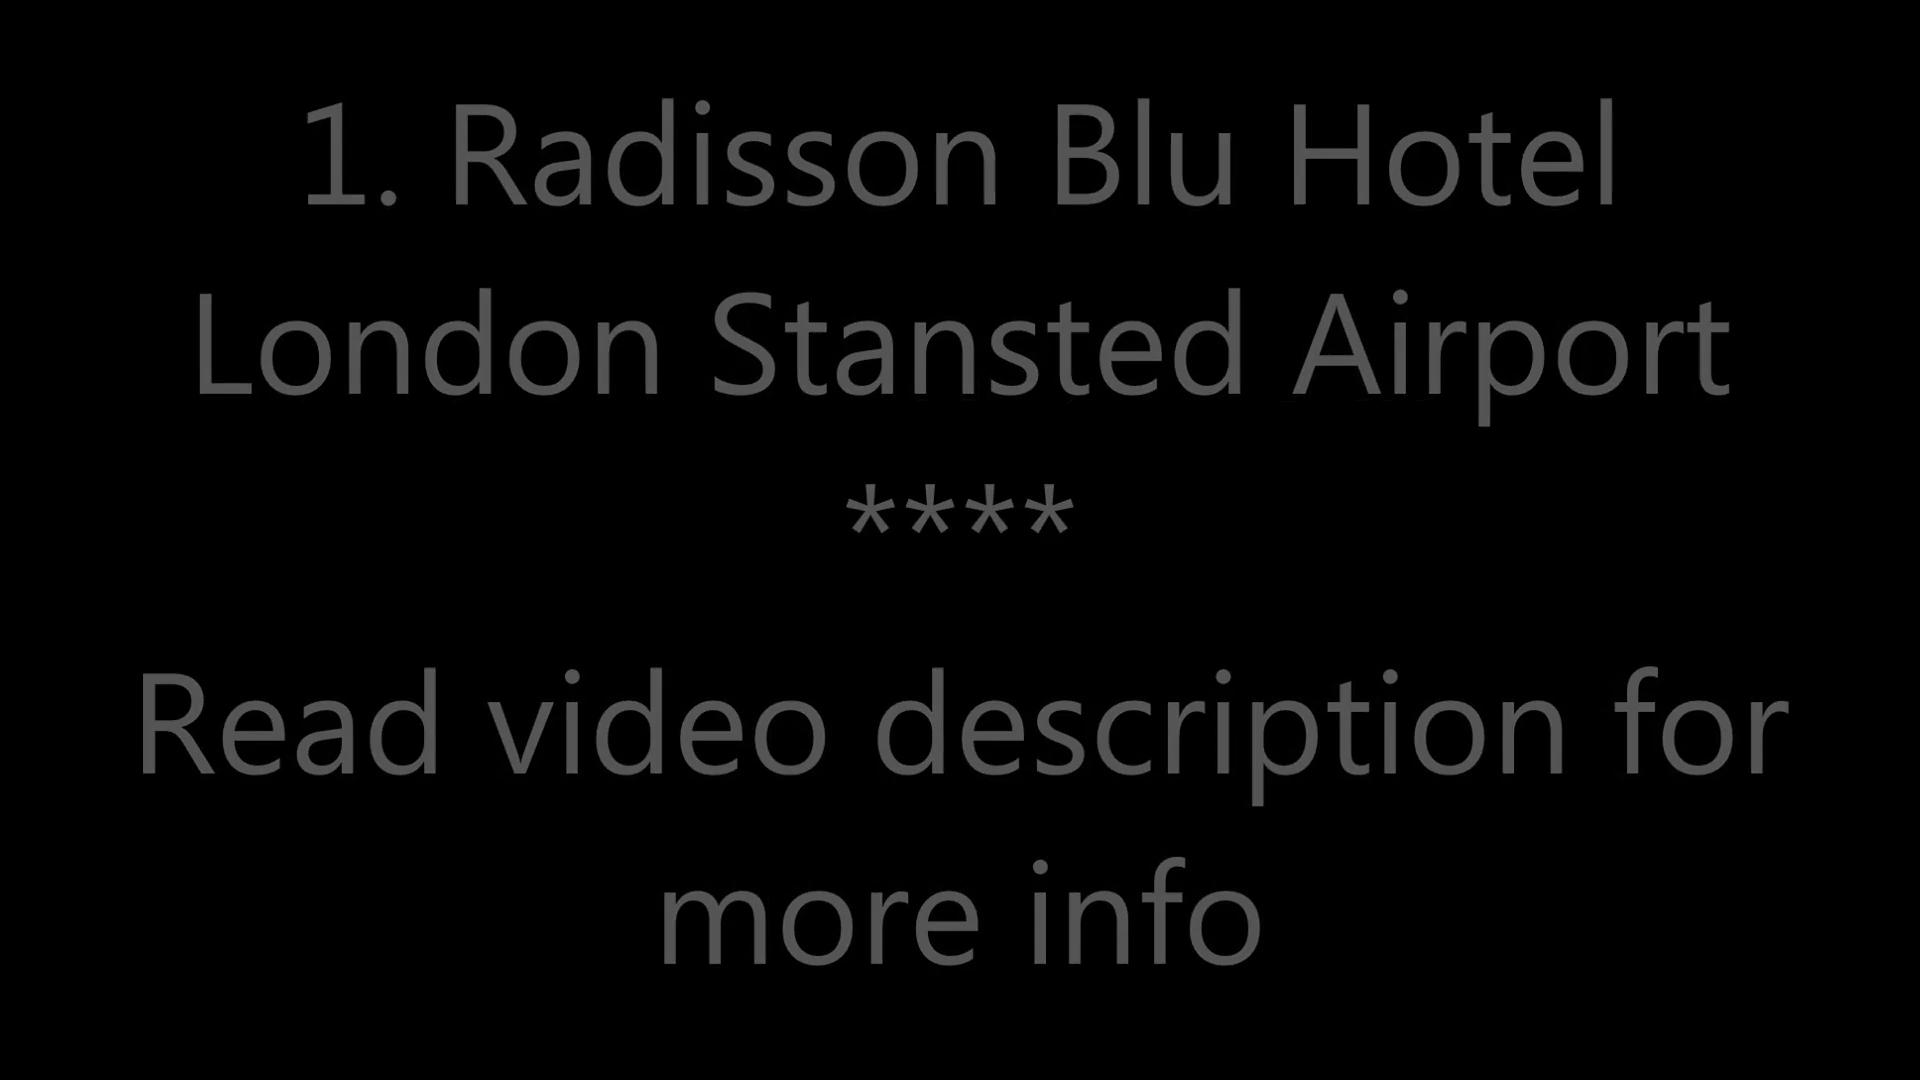 1. Radisson Blu Hotel
London Stansted Airport
****
Read video description for
more info